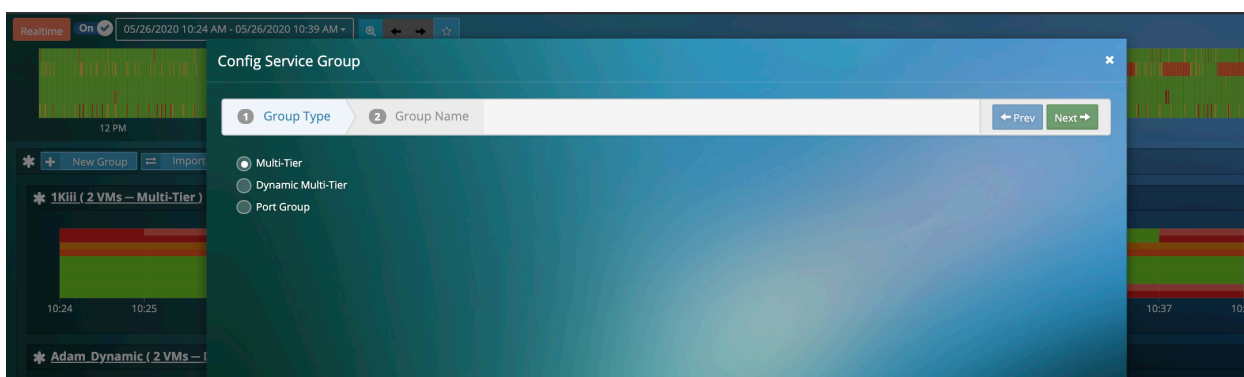 Realtime On 05/26/2020 10:24 AM - 05/26/2020 10:39 AM
Config Service Group
1 Group Type 2 Group Name Prev Next
12 PM
New Group Import
Multi-Tier
Dynamic Multi-Tier
Port Group
1Kiii ( 2 VMs — Multi-Tier )
10:24 10:25 10:37 10:
Adam_Dynamic ( 2 VMs —